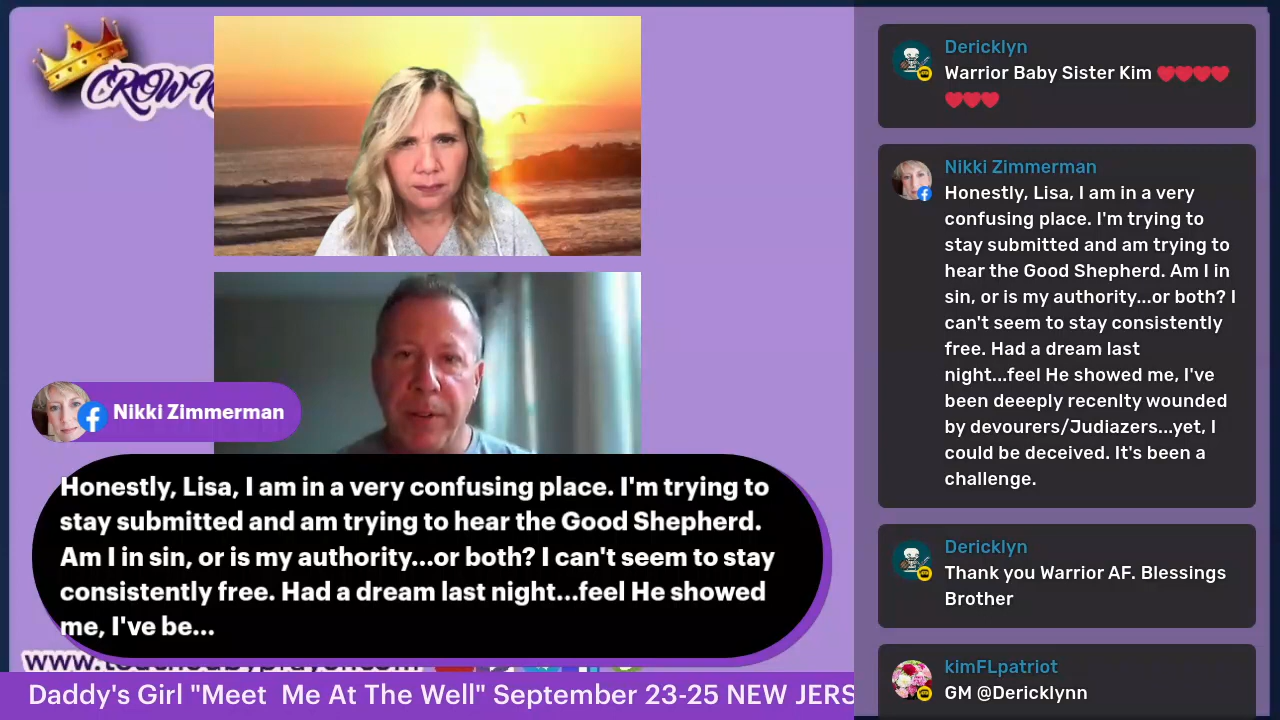 CROWN
Nikki Zimmerman
Honestly, Lisa, I am in a very confusing place. I'm trying to
stay submitted and am trying to hear the Good Shepherd.
Am I in sin, or is my authority...or both? I can't seem to stay
consistently free. Had a dream last night...feel He showed
me, I've be...
Daddy's Girl "Meet Me At The Well" September 23-25 NEW JERS
Dericklyn
Warrior Baby Sister Kim ❤️❤️❤️❤️
❤️❤️❤️
Nikki Zimmerman
Honestly, Lisa, I am in a very
confusing place. I'm trying to
stay submitted and am trying to
hear the Good Shepherd. Am I in
sin, or is my authority...or both? I
can't seem to stay consistently
free. Had a dream last
night...feel He showed me, I've
been deeeply recenlty wounded
by devourers/Judiazers...yet, I
could be deceived. It's been a
challenge.
Dericklyn
Thank you Warrior AF. Blessings
Brother
kimFLpatriot
GM @Dericklynn